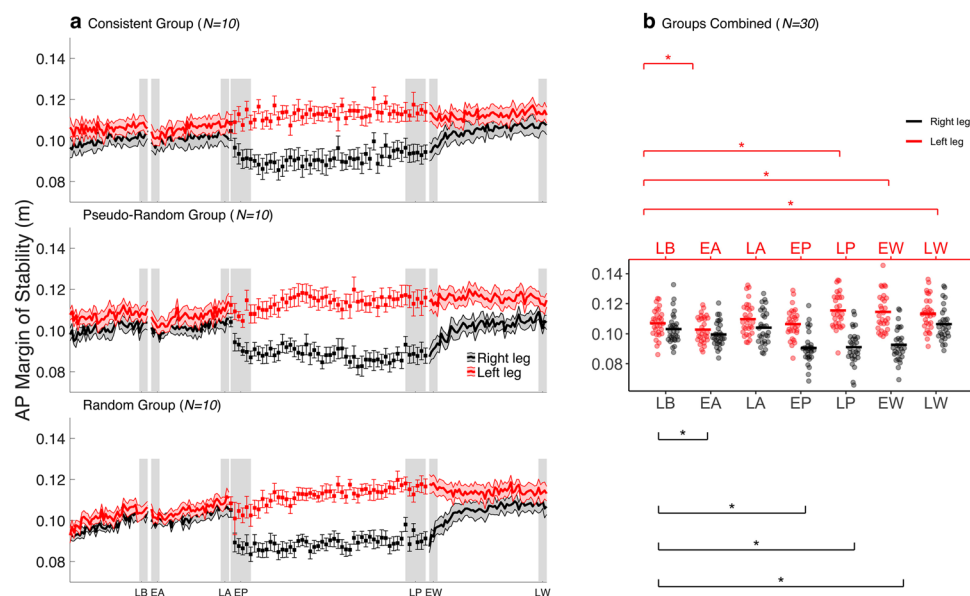 a Consistent Group (N=10)
0.14
0.12
0.10
0.08
Pseudo-Random Group (N=10)
0.14
0.12
0.10
0.08
Right leg
Left leg
Random Group (N=10)
0.14
0.12
0.10
0.08
LB EA LA EP LP EW LW
AP Margin of Stability (m)
b Groups Combined (N=30)
*
Right leg
Left leg
*
*
*
LB EA LA EP LP EW LW
0.14
0.12
0.10
0.08
LB EA LA EP LP EW LW
*
*
*
*